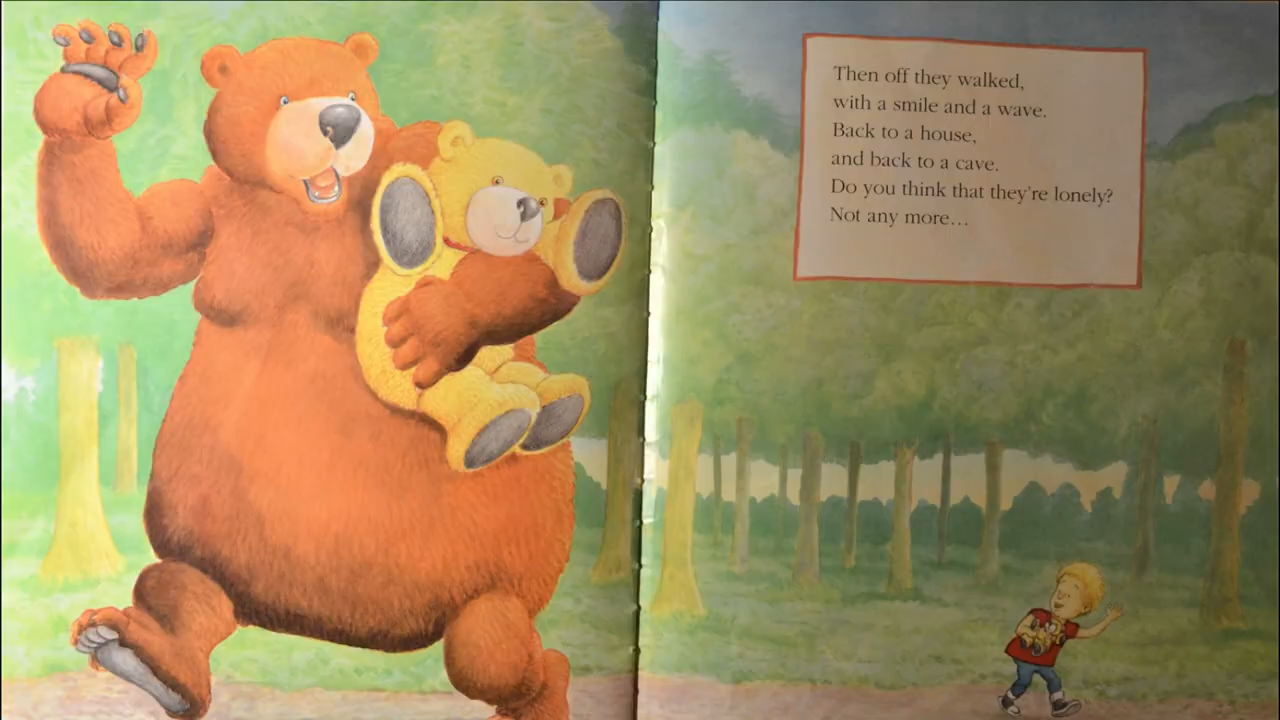 Then off they walked,
with a smile and a wave.
Back to a house,
and back to a cave.
Do you think that they're lonely?
Not any more…